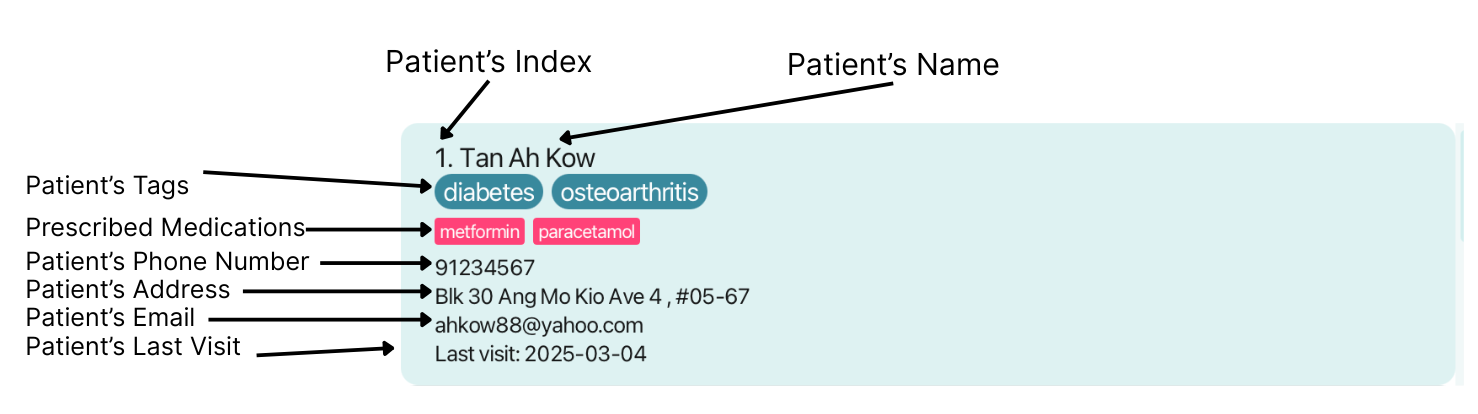 Patient's Index
Patient's Name
1. Tan Ah Kow
Patient's Tags
diabetes osteoarthritis
Prescribed Medications
metformin paracetamol
Patient's Phone Number
91234567
Patient's Address
Blk 30 Ang Mo Kio Ave 4 , #05-67
Patient's Email
ahkow88@yahoo.com
Patient's Last Visit
Last visit: 2025-03-04